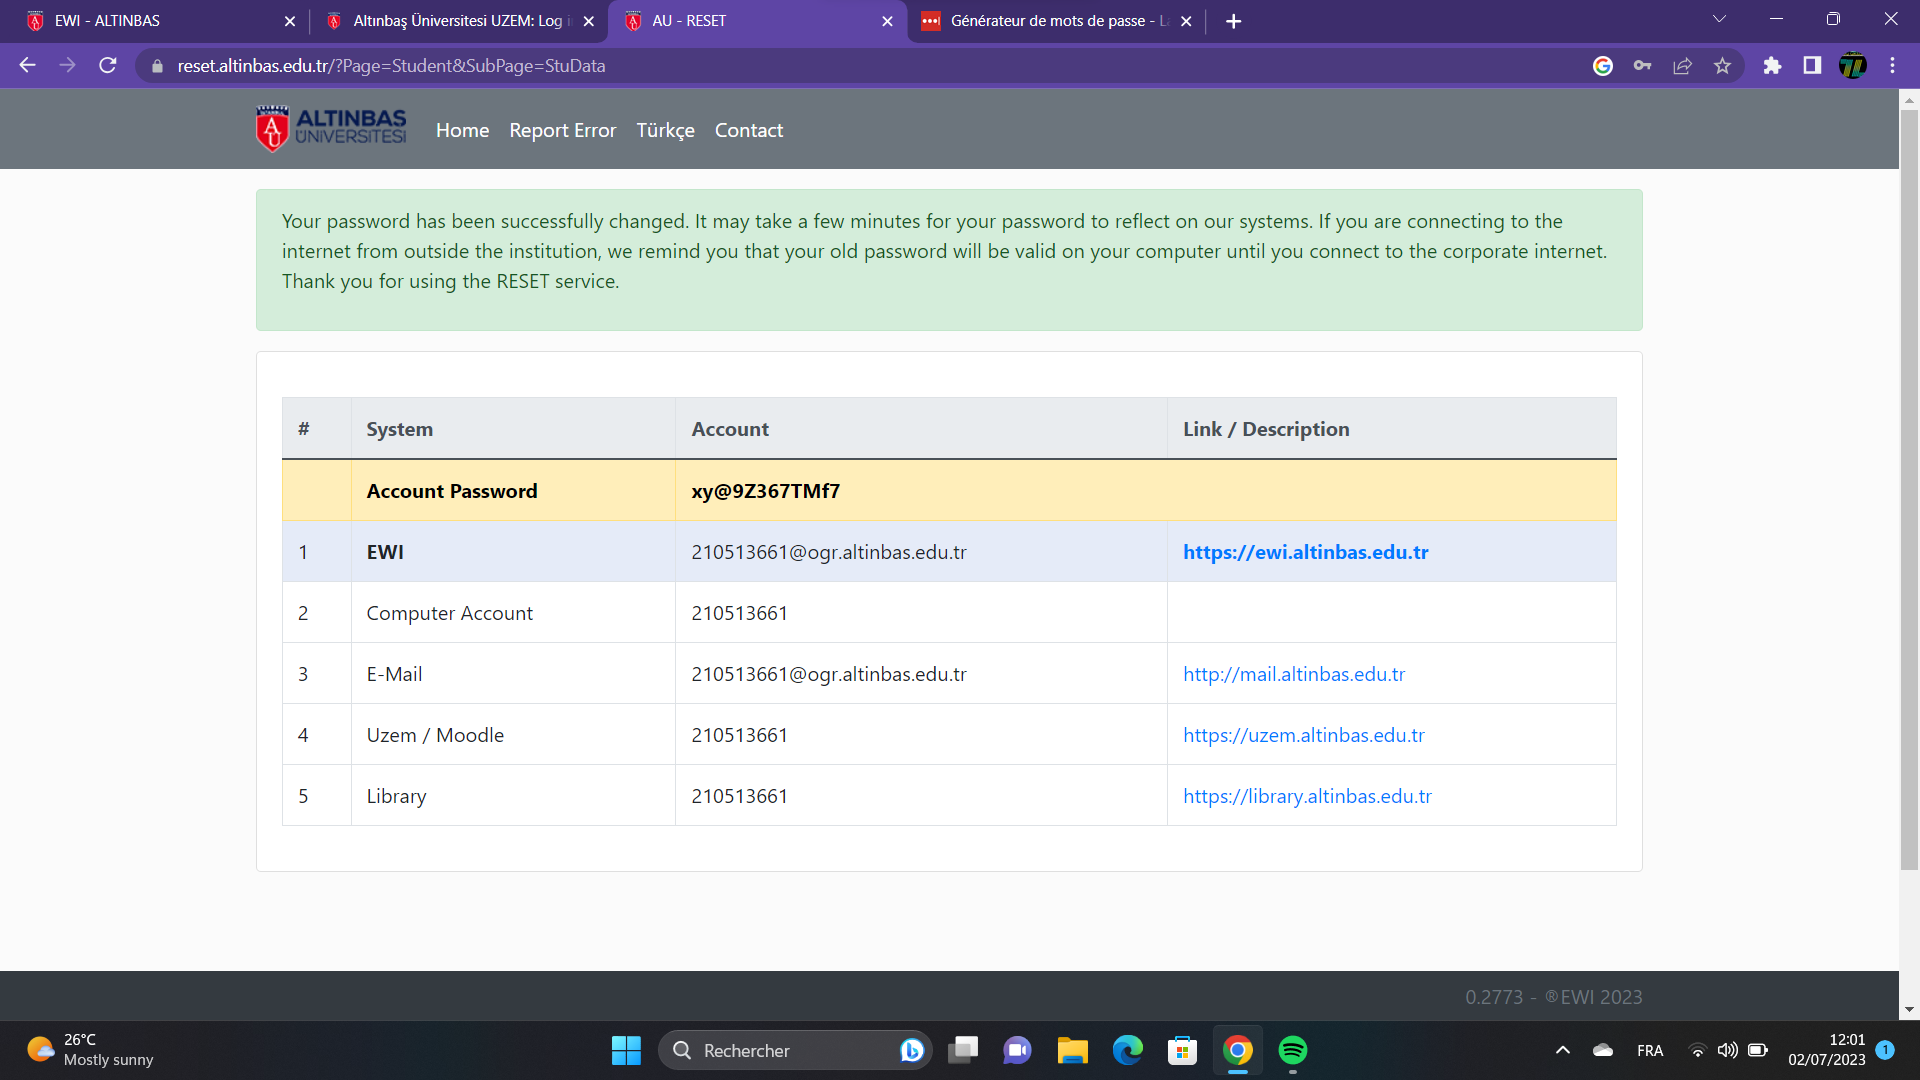 EWI - ALTINBAS
Altınbaş Üniversitesi UZEM: Log i
AU - RESET
Générateur de mots de passe - La
reset.altinbas.edu.tr/?Page=Student&SubPage=StuData
ALTINBAS
ÜNİVERSİTESİ
Home Report Error Türkçe Contact
Your password has been successfully changed. It may take a few minutes for your password to reflect on our systems. If you are connecting to the
internet from outside the institution, we remind you that your old password will be valid on your computer until you connect to the corporate internet.
Thank you for using the RESET service.
# System Account Link / Description
Account Password xy@9Z367TMf7
1 EWI 210513661@ogr.altinbas.edu.tr https://ewi.altinbas.edu.tr
2 Computer Account 210513661
3 E-Mail 210513661@ogr.altinbas.edu.tr http://mail.altinbas.edu.tr
4 Uzem / Moodle 210513661 https://uzem.altinbas.edu.tr
5 Library 210513661 https://library.altinbas.edu.tr
0.2773 - ®EWI 2023
26°C
Mostly sunny
Rechercher
FRA
12:01
02/07/2023
1